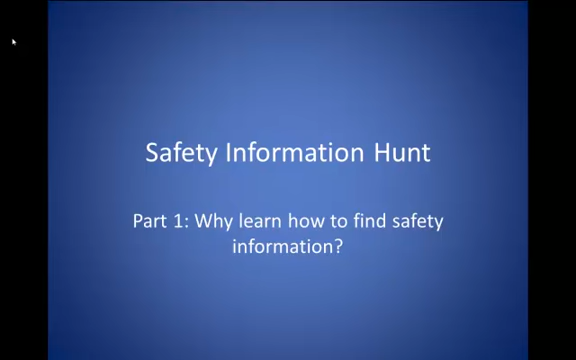 Safety Information Hunt
Part 1: Why learn how to find safety
information?